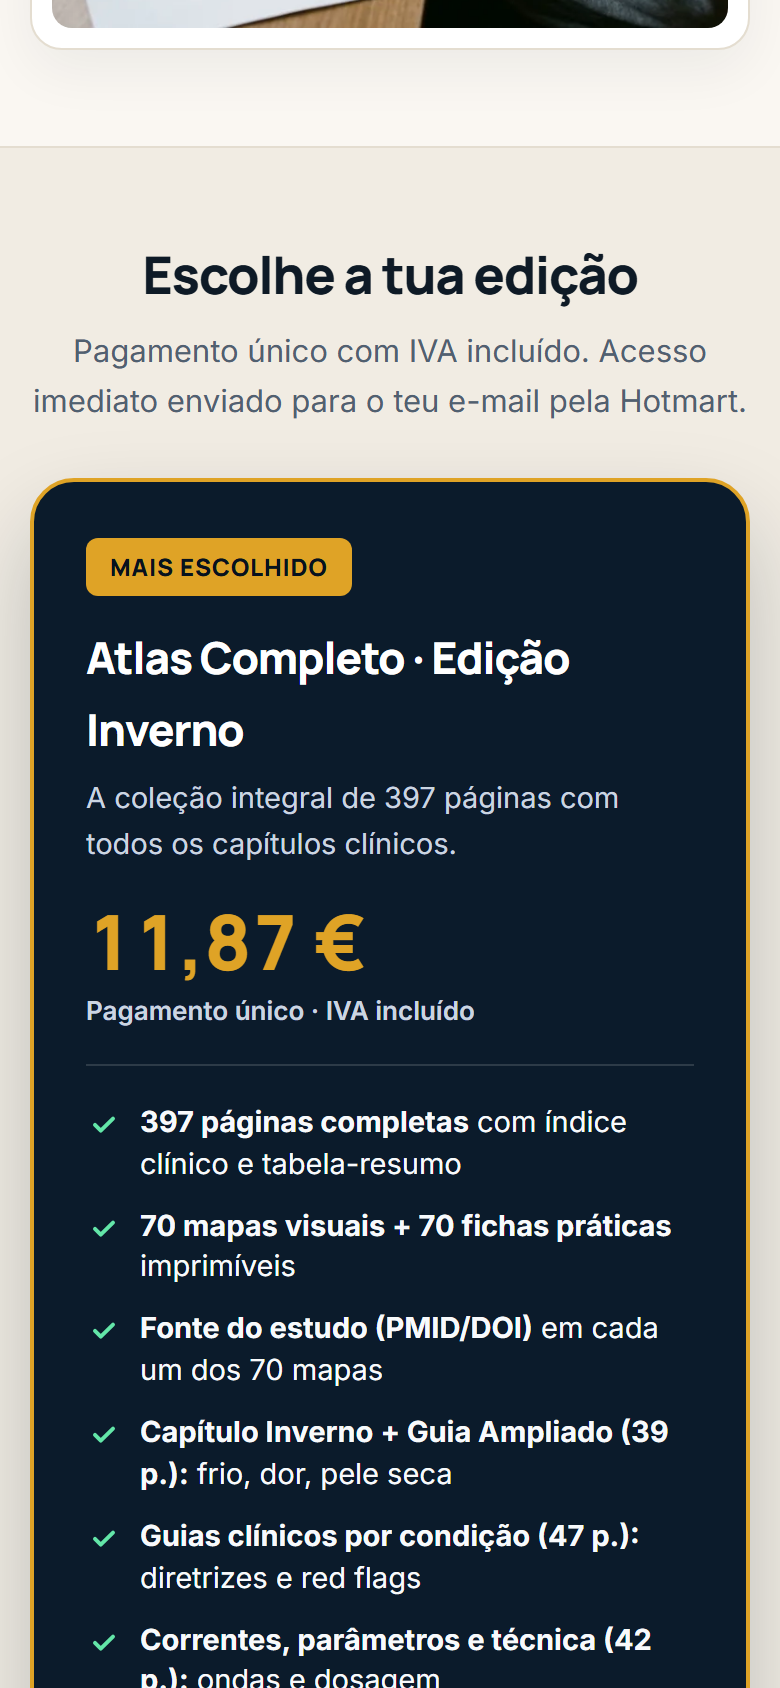 Escolhe a tua edição
Pagamento único com IVA incluído. Acesso
imediato enviado para o teu e-mail pela Hotmart.
MAIS ESCOLHIDO
Atlas Completo · Edição
Inverno
A coleção integral de 397 páginas com
todos os capítulos clínicos.
11,87 €
Pagamento único · IVA incluído
397 páginas completas com índice
clínico e tabela-resumo
70 mapas visuais + 70 fichas práticas
imprimíveis
Fonte do estudo (PMID/DOI) em cada
um dos 70 mapas
Capítulo Inverno + Guia Ampliado (39
p.): frio, dor, pele seca
Guias clínicos por condição (47 p.):
diretrizes e red flags
Correntes, parâmetros e técnica (42
p.): ondas e dosagem